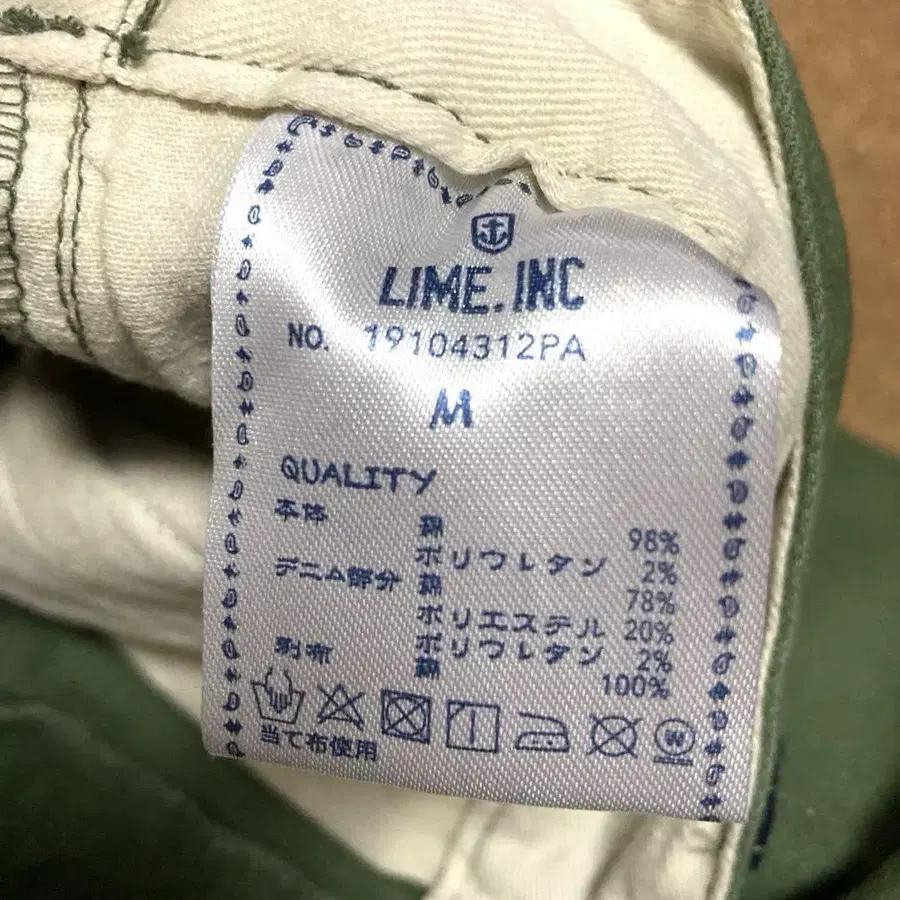 LIME.INC
NO. 19104312PA
M
QUALITY
本体 綿 98%
ポリウレタン 2%
デニム部分 綿 78%
ポリエステル 20%
ポリウレタン 2%
別布 綿 100%
W
当て布使用